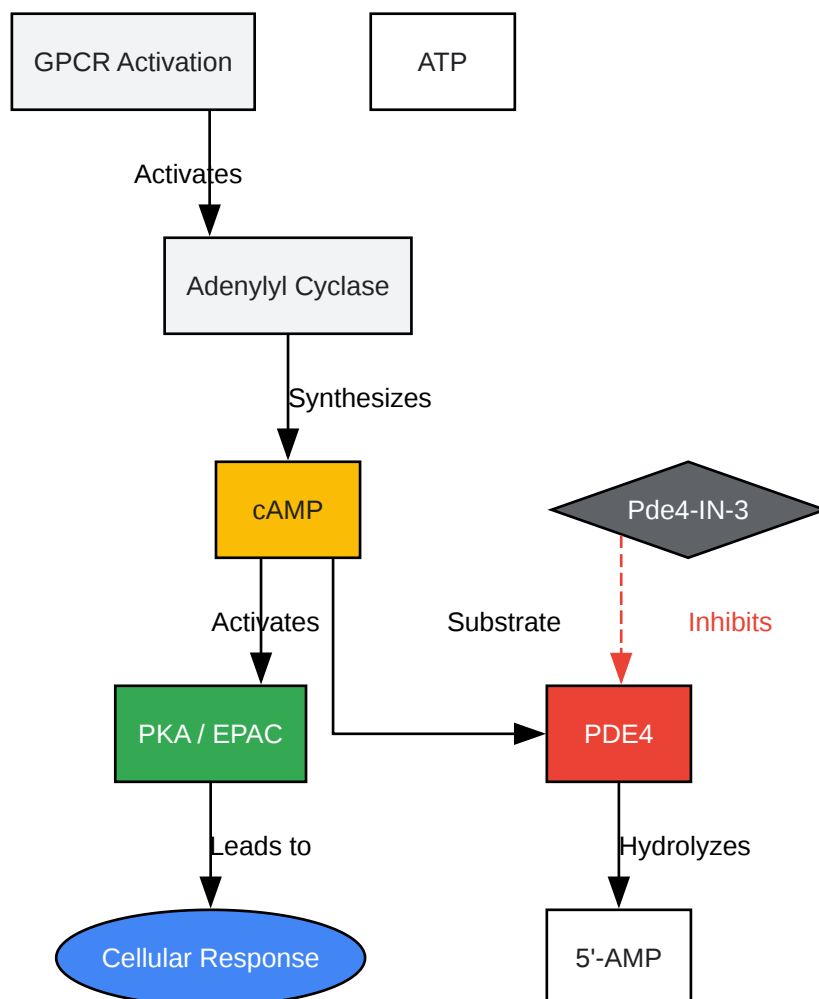 GPCR Activation
ATP
Activates
Adenylyl Cyclase
Synthesizes
cAMP
Pde4-IN-3
Activates
Substrate
Inhibits
PKA / EPAC
PDE4
Leads to
Hydrolyzes
Cellular Response
5'-AMP